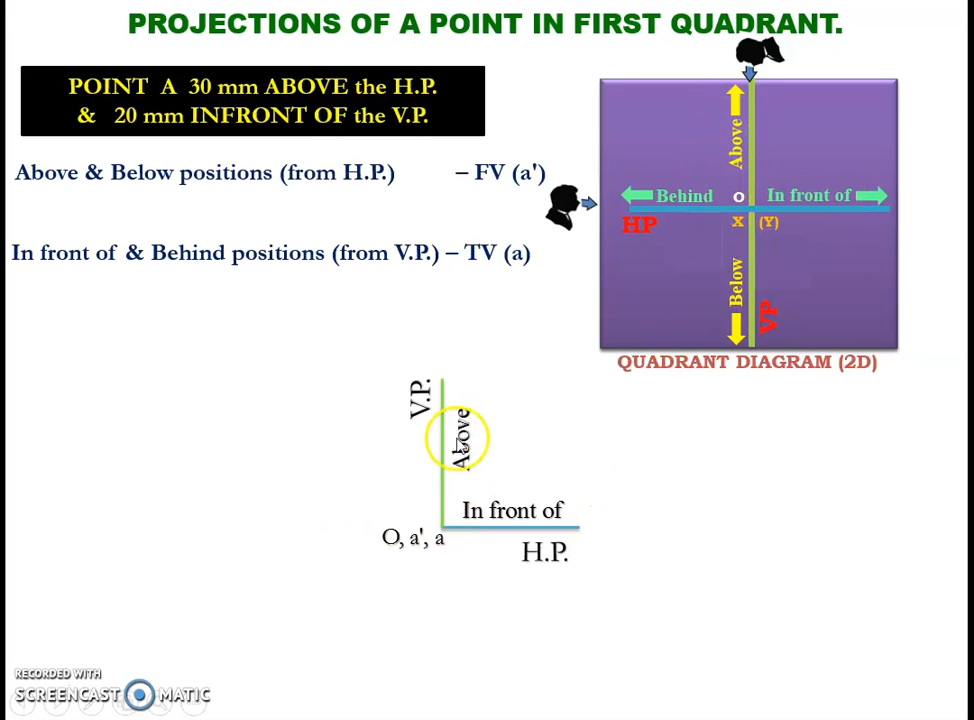 PROJECTIONS OF A POINT IN FIRST QUADRANT.
POINT A 30 mm ABOVE the H.P.
& 20 mm INFRONT OF the V.P.
Above & Below positions (from H.P.) – FV (a')
In front of & Behind positions (from V.P.) – TV (a)
Above
Behind
O
In front of
HP
X
(Y)
Below
VP
QUADRANT DIAGRAM (2D)
V.P.
Above
In front of
O, a', a
H.P.
RECORDED WITH
SCREENCAST MATIC